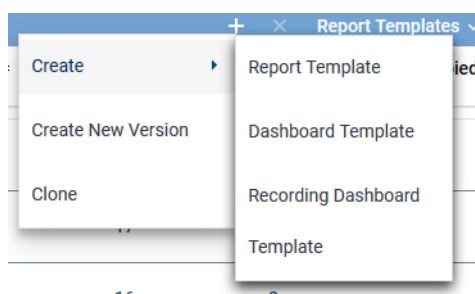 + × Report Templates
Create
Create New Version
Clone
Report Template
Dashboard Template
Recording Dashboard
Template